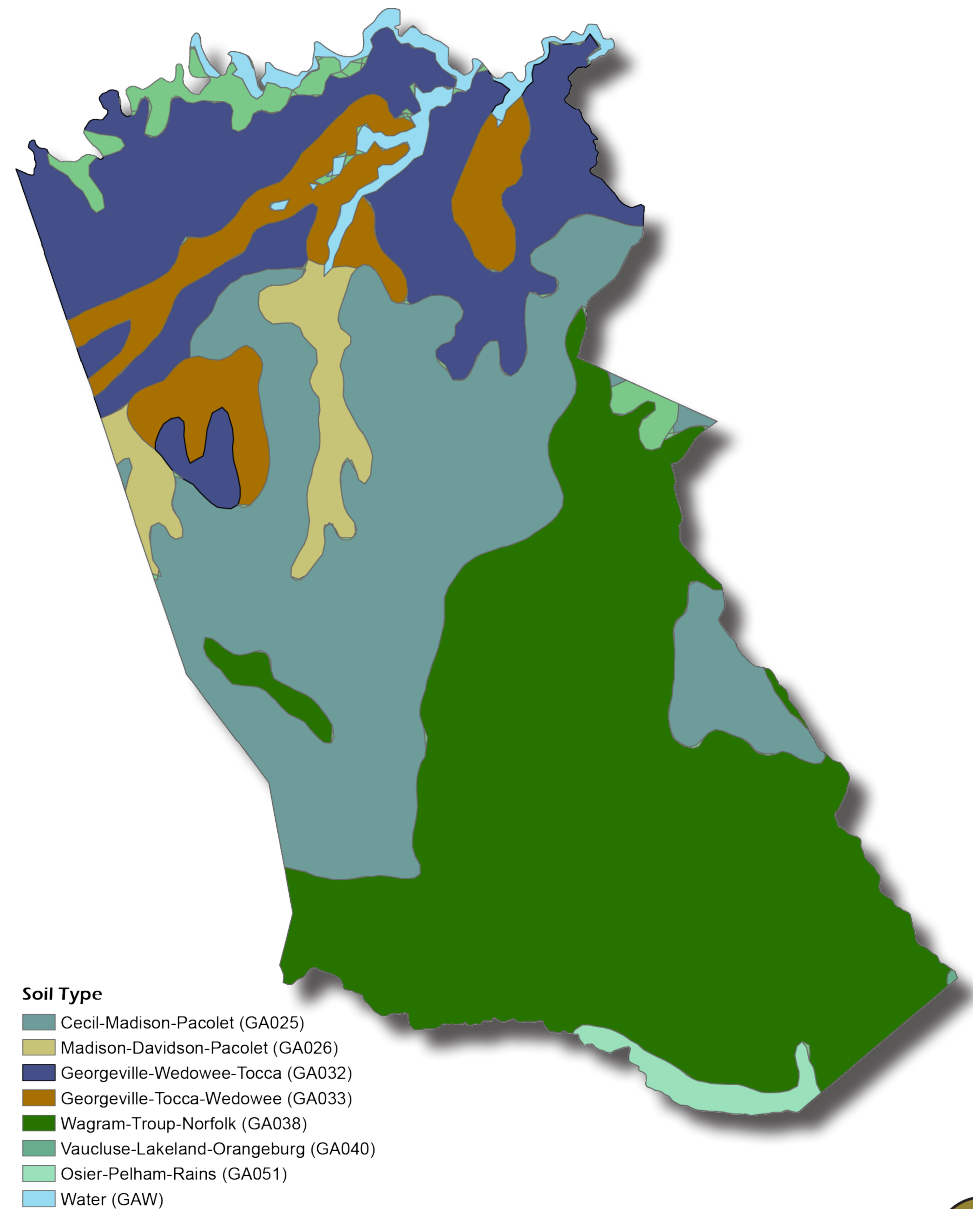 Soil Type
Cecil-Madison-Pacolet (GA025)
Madison-Davidson-Pacolet (GA026)
Georgeville-Wedowee-Tocca (GA032)
Georgeville-Tocca-Wedowee (GA033)
Wagram-Troup-Norfolk (GA038)
Vaucluse-Lakeland-Orangeburg (GA040)
Osier-Pelham-Rains (GA051)
Water (GAW)